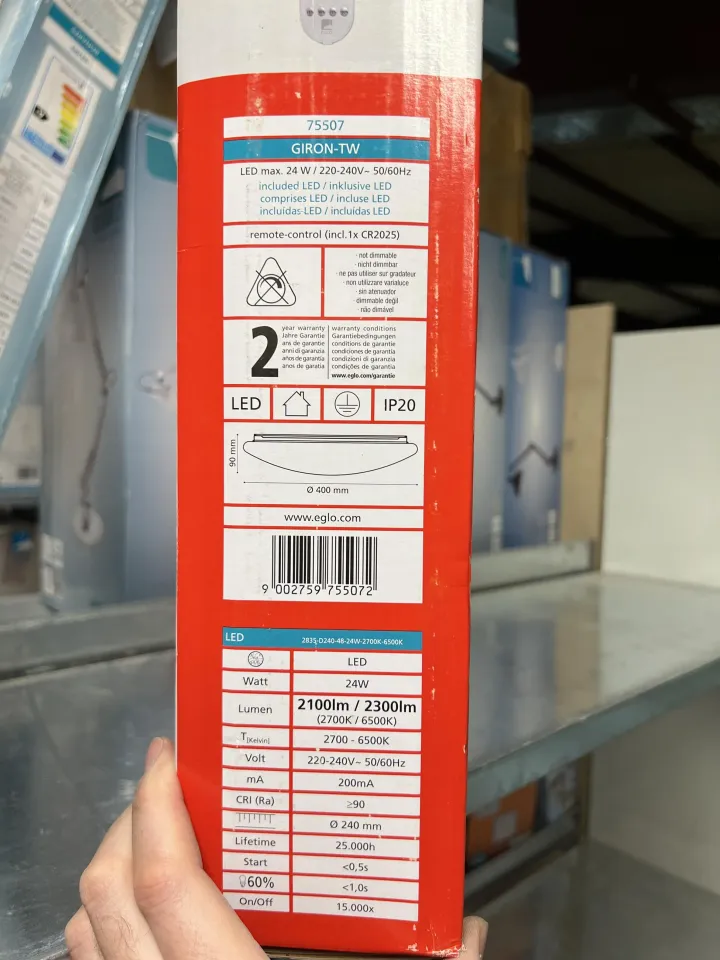 75507
GIRON-TW
LED max. 24 W / 220-240V~ 50/60Hz
included LED / inklusive LED
comprises LED / incluse LED
incluidas-LED / incluídas LED
remote-control (incl.1x CR2025)
· not dimmable
· nicht dimmbar
· ne pas utiliser sur gradateur
· non utilizzare varialuce
· sin atenuador
· dimmable değil
· não dimável
2
year warranty
Jahre Garantie
ans de garantie
anni di garanzia
años de garantía
anos de garatia
warranty conditions
Garantiebedingungen
conditions de garantie
condiciones de garantía
condizioni di garanzia
condições de garantia
www.eglo.com/garantie
LED
IP20
90 mm
Ø 400 mm
www.eglo.com
9 002759 755072
LED 2835-D240-48-24W-2700K-6500K
LED
Watt 24W
Lumen 2100lm / 2300lm
(2700K / 6500K)
T[Kelvin] 2700 - 6500K
Volt 220-240V~ 50/60Hz
mA 200mA
CRI (Ra) ≥90
Ø 240 mm
Lifetime 25.000h
Start <0,5s
60% <1,0s
On/Off 15.000x